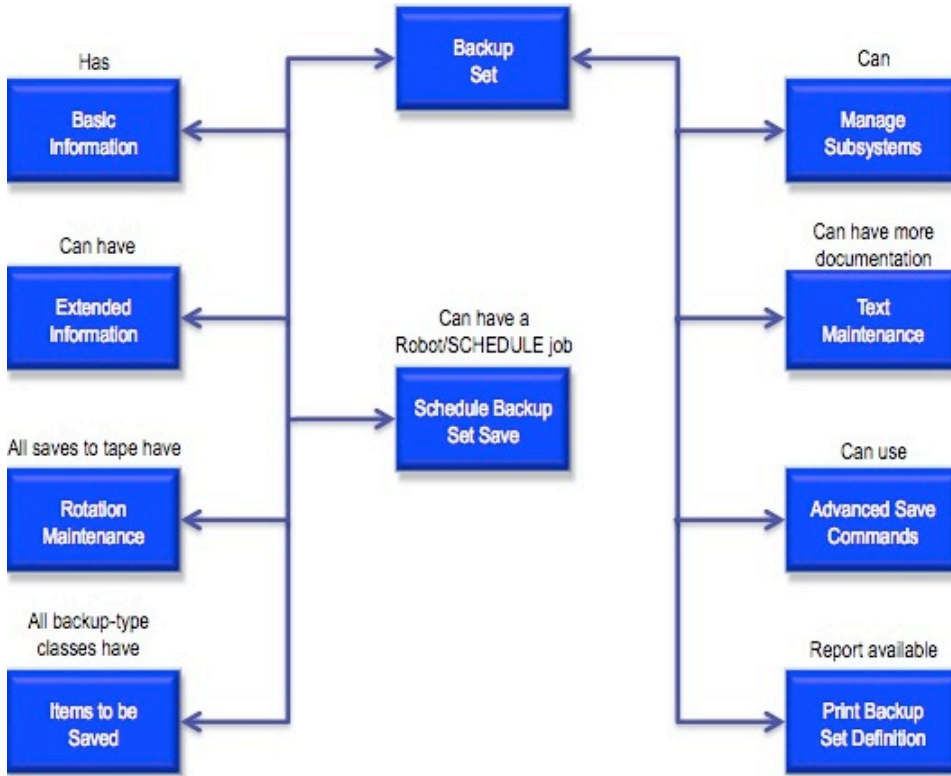 Backup
Set
Has
Basic
Information
Can have
Extended
Information
All saves to tape have
Rotation
Maintenance
All backup-type
classes have
Items to be
Saved
Can have a
Robot/SCHEDULE job
Schedule Backup
Set Save
Can
Manage
Subsystems
Can have more
documentation
Text
Maintenance
Can use
Advanced Save
Commands
Report available
Print Backup
Set Definition